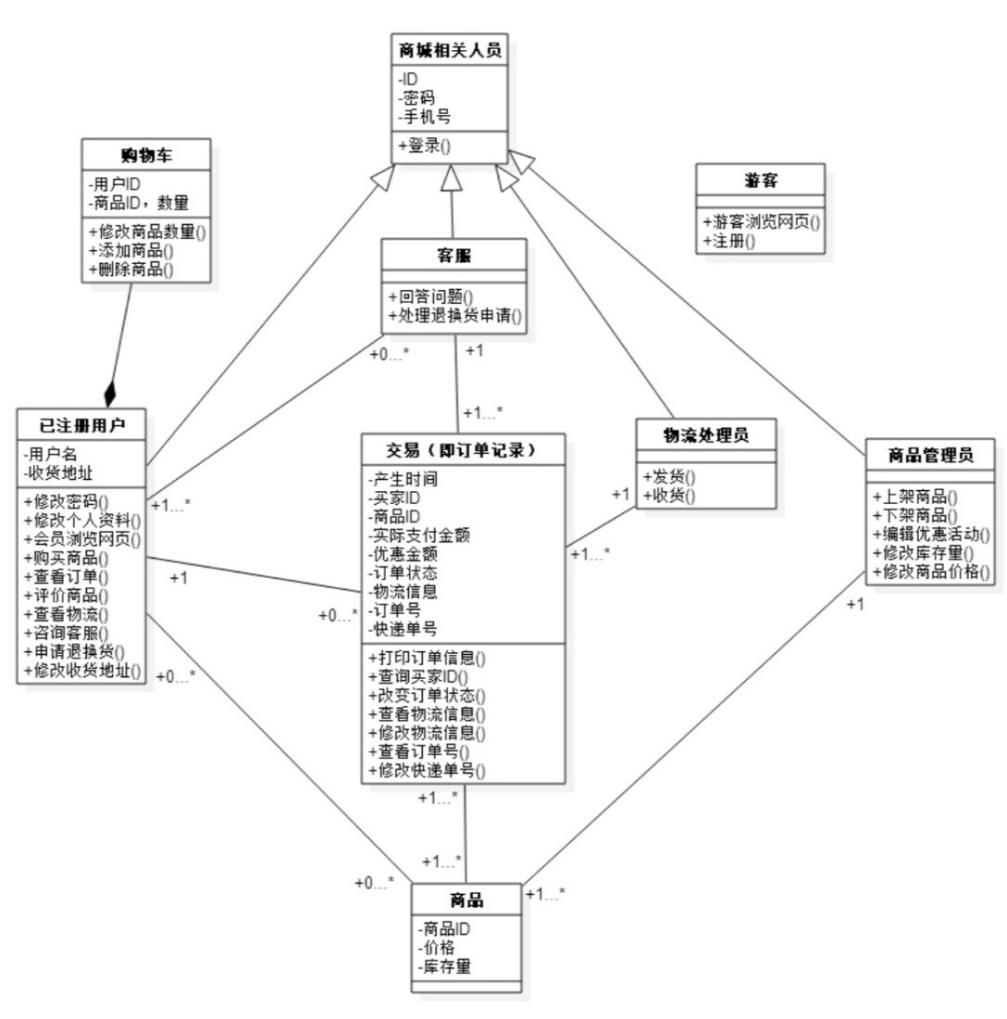 商城相关人员
-ID
-密码
-手机号
+登录()
购物车
-用户ID
-商品ID，数量
+修改商品数量()
+添加商品()
+删除商品()
游客
+游客浏览网页()
+注册()
客服
+回答问题()
+处理退换货申请()
+0...*
+1
+1...*
已注册用户
-用户名
-收货地址
+修改密码()
+修改个人资料()
+会员浏览网页()
+购买商品()
+查看订单()
+评价商品()
+查看物流()
+咨询客服()
+申请退换货()
+修改收货地址()
+1...*
+1
+0...*
+0...*
交易（即订单记录）
-产生时间
-买家ID
-商品ID
-实际支付金额
-优惠金额
-订单状态
-物流信息
-订单号
-快递单号
+打印订单信息()
+查询买家ID()
+改变订单状态()
+查看物流信息()
+修改物流信息()
+查看订单号()
+修改快递单号()
物流处理员
+发货()
+收货()
+1
+1...*
商品管理员
+上架商品()
+下架商品()
+编辑优惠活动()
+修改库存量()
+修改商品价格()
+1
+1...*
+1...*
+0...*
+1...*
商品
-商品ID
-价格
-库存量